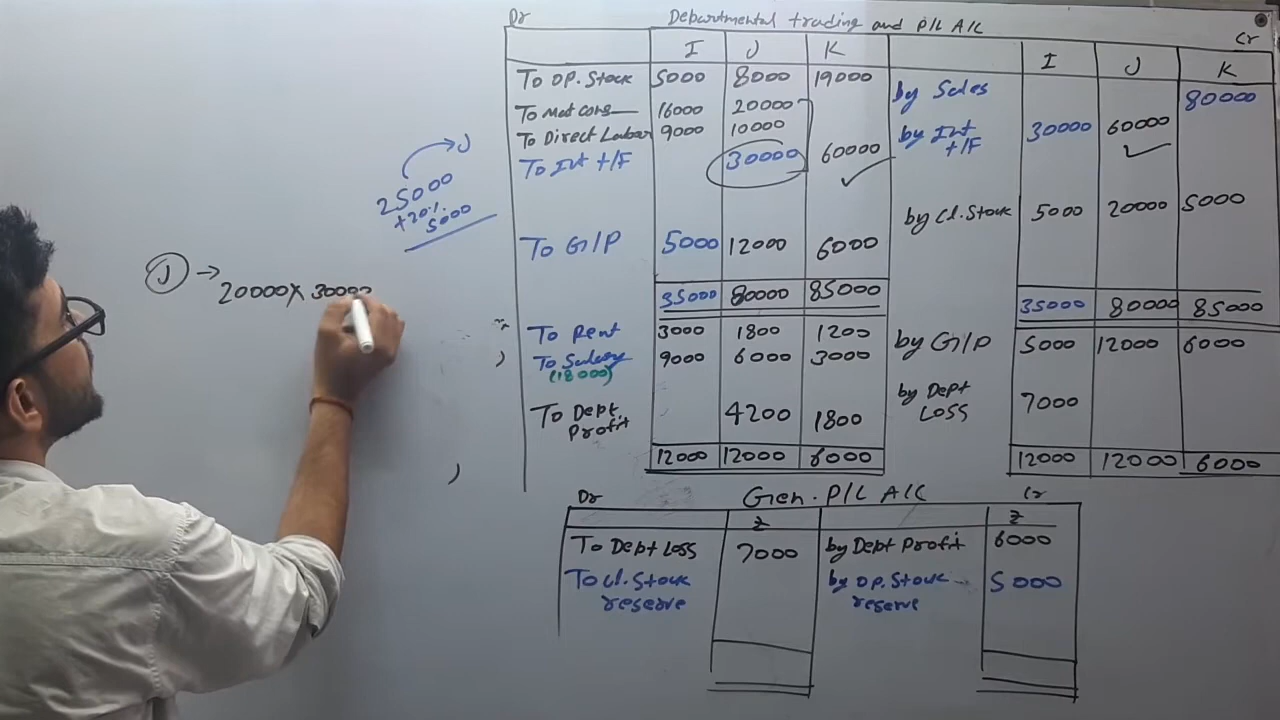 Dr Departmental trading and P/L A/C Cr
I J K I J K
To OP. Stock 5000 8000 19000 by Sales 80000
To Mat cons 16000 20000
To Direct Labour 9000 10000 by Int t/F 30000 60000
To Int t/F 30000 60000
by Cl. Stock 5000 20000 5000
To G/P 5000 12000 6000
35000 80000 85000 35000 80000 85000
To Rent 3000 1800 1200 by G/P 5000 12000 6000
To Salary 9000 6000 3000
(18000)
To Dept. Profit 4200 1800 by Dept Loss 7000
12000 12000 6000 12000 12000 6000
25000 J
+20%
5000
J → 20000 x 30000
Dr Gen. P/L A/C Cr
To Dept Loss 7000 by Dept Profit 6000
To Cl. Stock reserve by OP. Stock reserve 5000